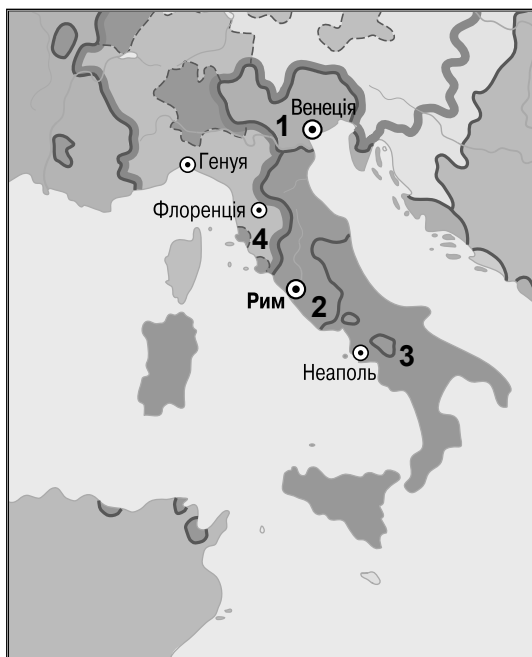 Венеція
1
Генуя
Флоренція
4
Рим
2
3
Неаполь